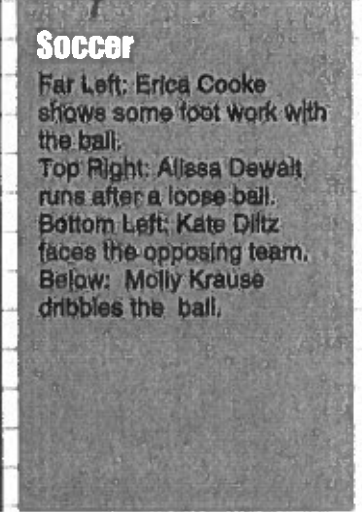 Soccer
Far Left: Erica Cooke
shows some foot work with
the ball.
Top Right: Alissa Dewalt
runs after a loose ball.
Bottom Left: Kate Diltz
faces the opposing team.
Below: Molly Krause
dribbles the ball.